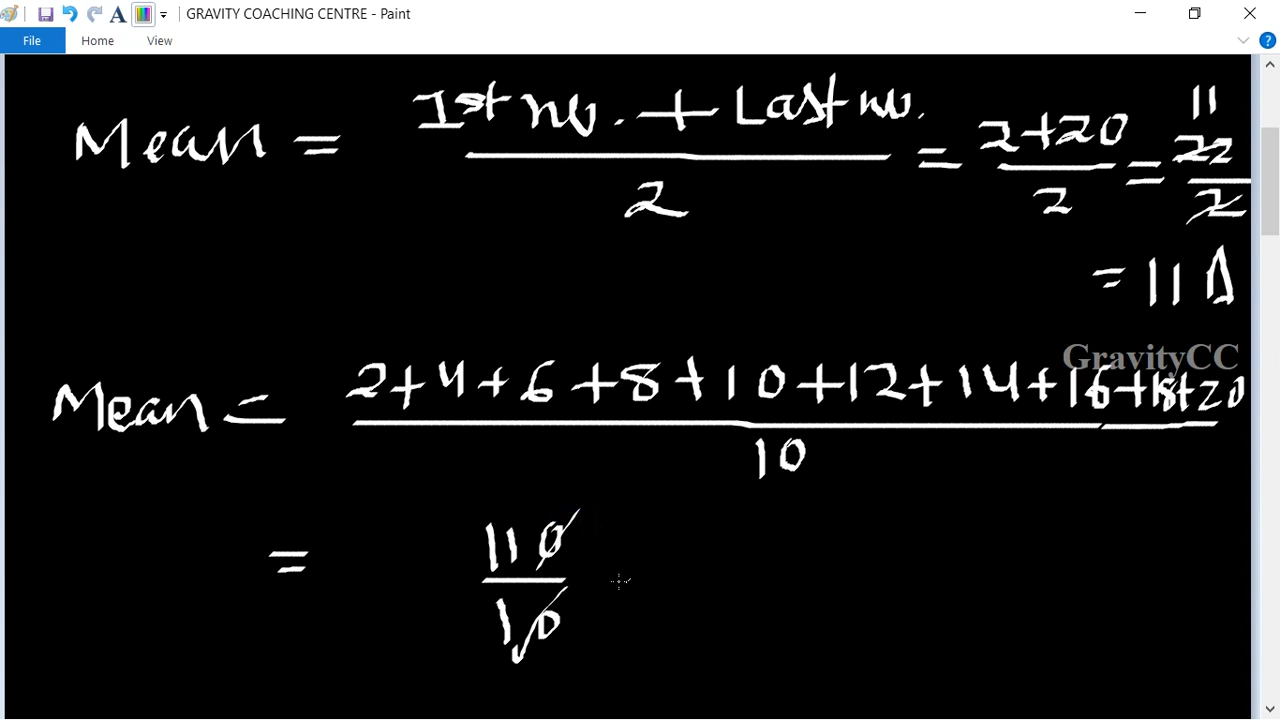 GRAVITY COACHING CENTRE - Paint
File Home View
Mean = 1st no. + Last no. / 2 = 2+20 / 2 = 22 / 2 11
= 11 A
GravityCC
Mean = 2+4+6+8+10+12+14+16+18+20 / 10
= 110 / 10